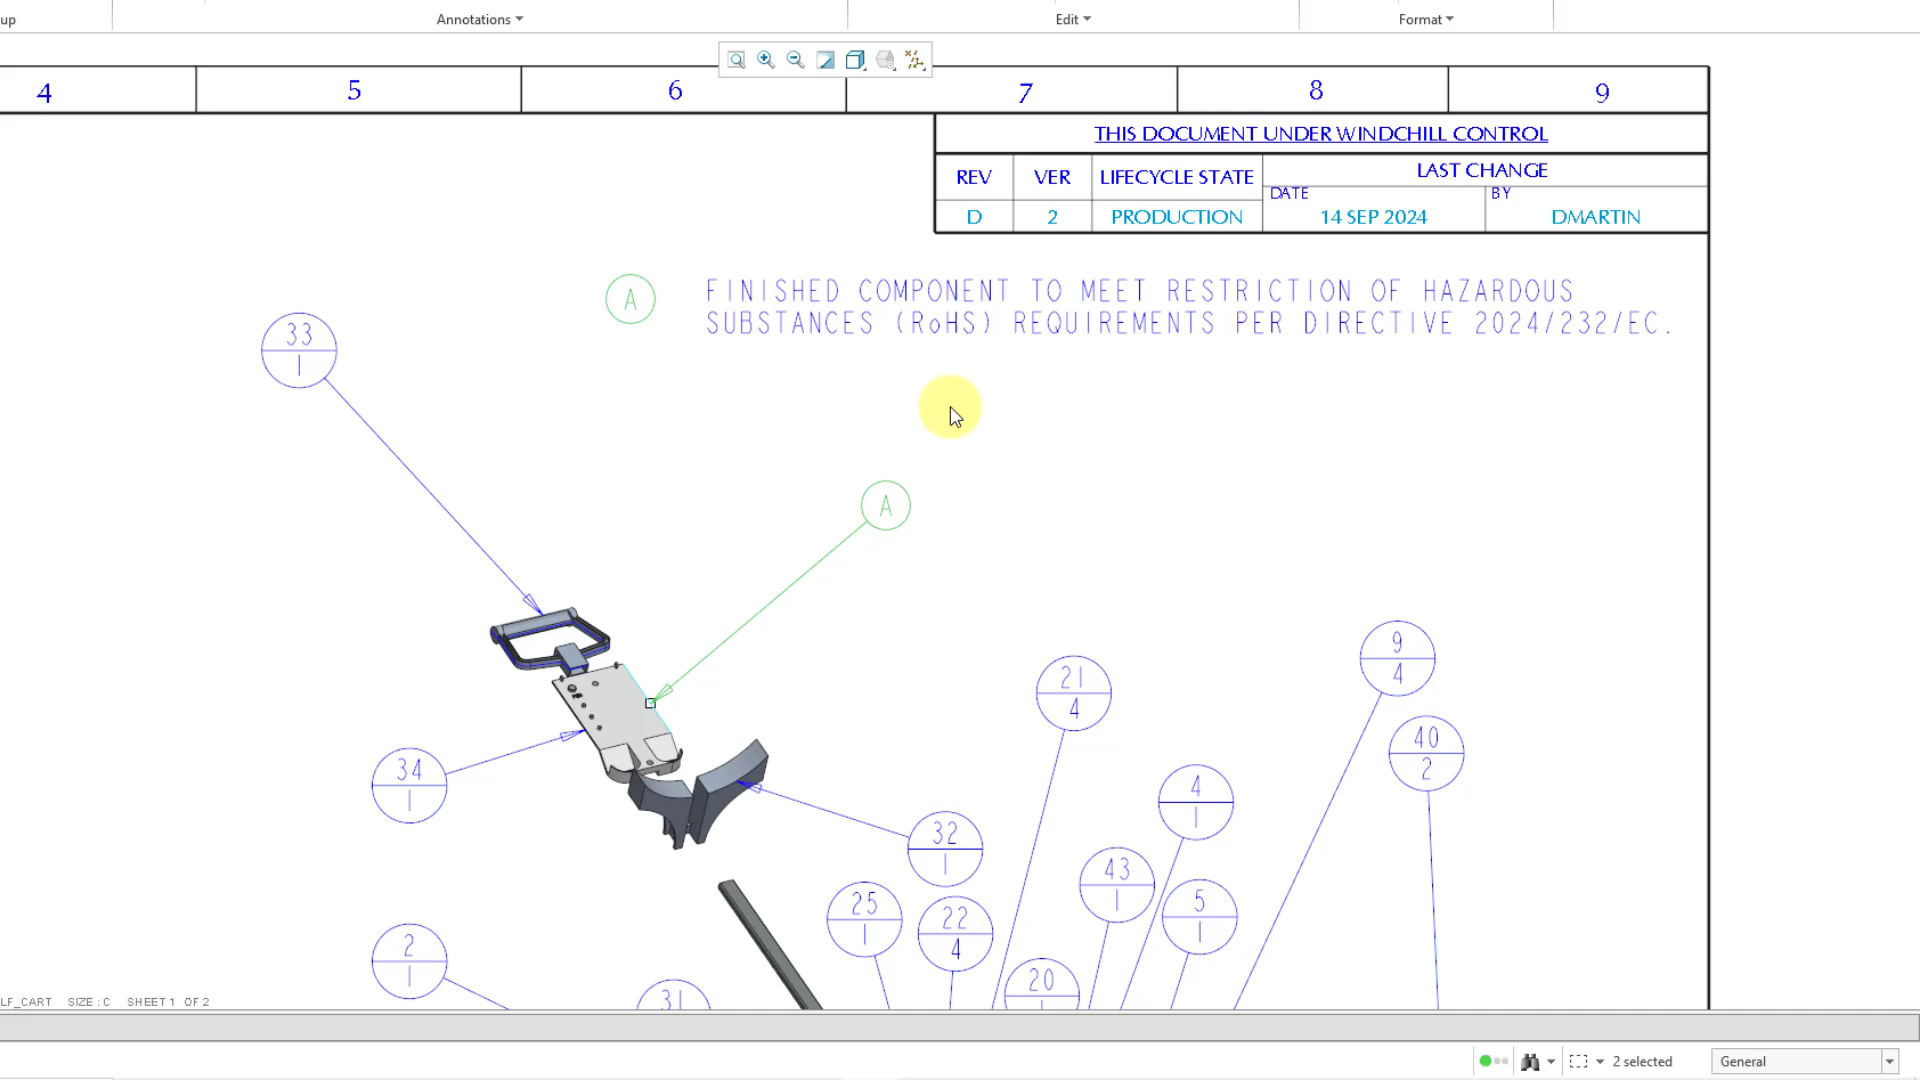 up
Annotations
Edit
Format
4
5
6
7
8
9
THIS DOCUMENT UNDER WINDCHILL CONTROL
REV
VER
LIFECYCLE STATE
LAST CHANGE
DATE
BY
D
2
PRODUCTION
14 SEP 2024
DMARTIN
A
FINISHED COMPONENT TO MEET RESTRICTION OF HAZARDOUS
SUBSTANCES (RoHS) REQUIREMENTS PER DIRECTIVE 2024/232/EC.
33
1
A
34
1
32
1
21
4
9
4
40
2
4
1
43
1
5
1
25
1
22
4
20
1
2
1
31
LF_CART SIZE : C SHEET 1 OF 2
2 selected
General